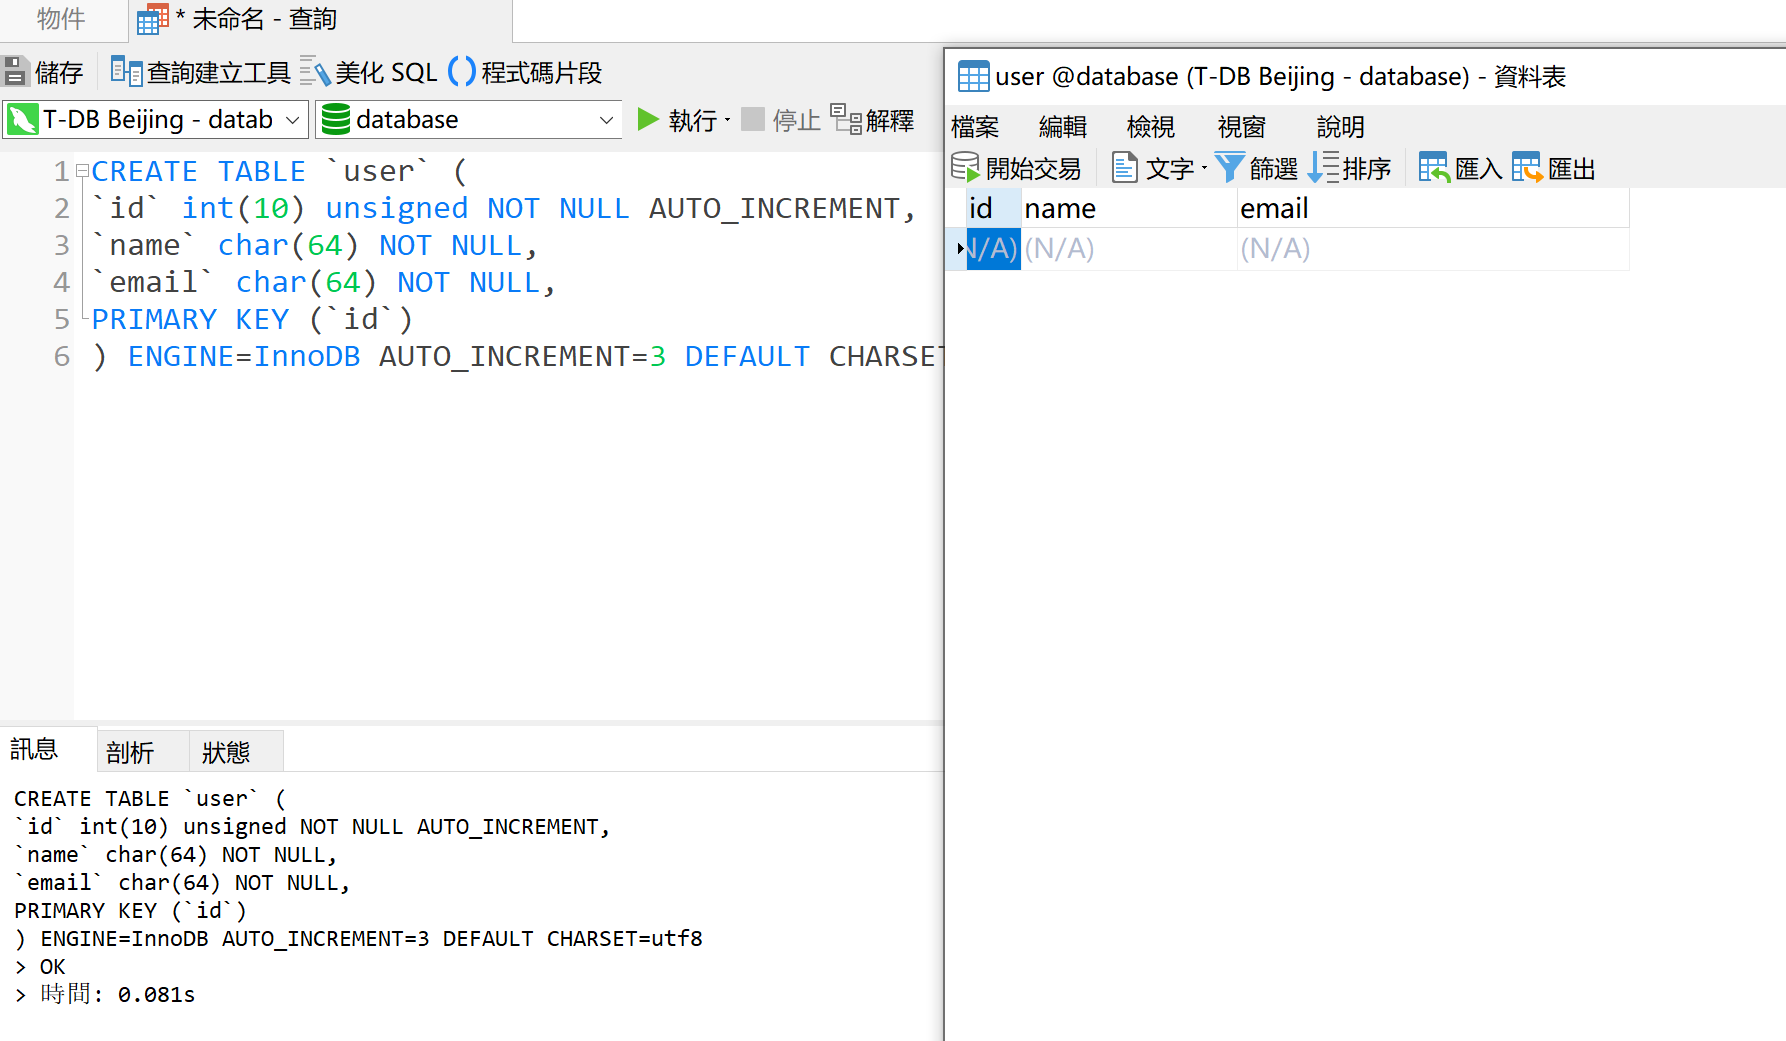 物件
* 未命名 - 查詢
儲存 查詢建立工具 美化 SQL 程式碼片段
T-DB Beijing - datab database 執行 停止 解釋
1 CREATE TABLE `user` (
2 `id` int(10) unsigned NOT NULL AUTO_INCREMENT,
3 `name` char(64) NOT NULL,
4 `email` char(64) NOT NULL,
5 PRIMARY KEY (`id`)
6 ) ENGINE=InnoDB AUTO_INCREMENT=3 DEFAULT CHARSET
訊息 剖析 狀態
CREATE TABLE `user` (
`id` int(10) unsigned NOT NULL AUTO_INCREMENT,
`name` char(64) NOT NULL,
`email` char(64) NOT NULL,
PRIMARY KEY (`id`)
) ENGINE=InnoDB AUTO_INCREMENT=3 DEFAULT CHARSET=utf8
> OK
> 時間: 0.081s
user @database (T-DB Beijing - database) - 資料表
檔案 編輯 檢視 視窗 說明
開始交易 文字 篩選 排序 匯入 匯出
id name email
N/A) (N/A) (N/A)